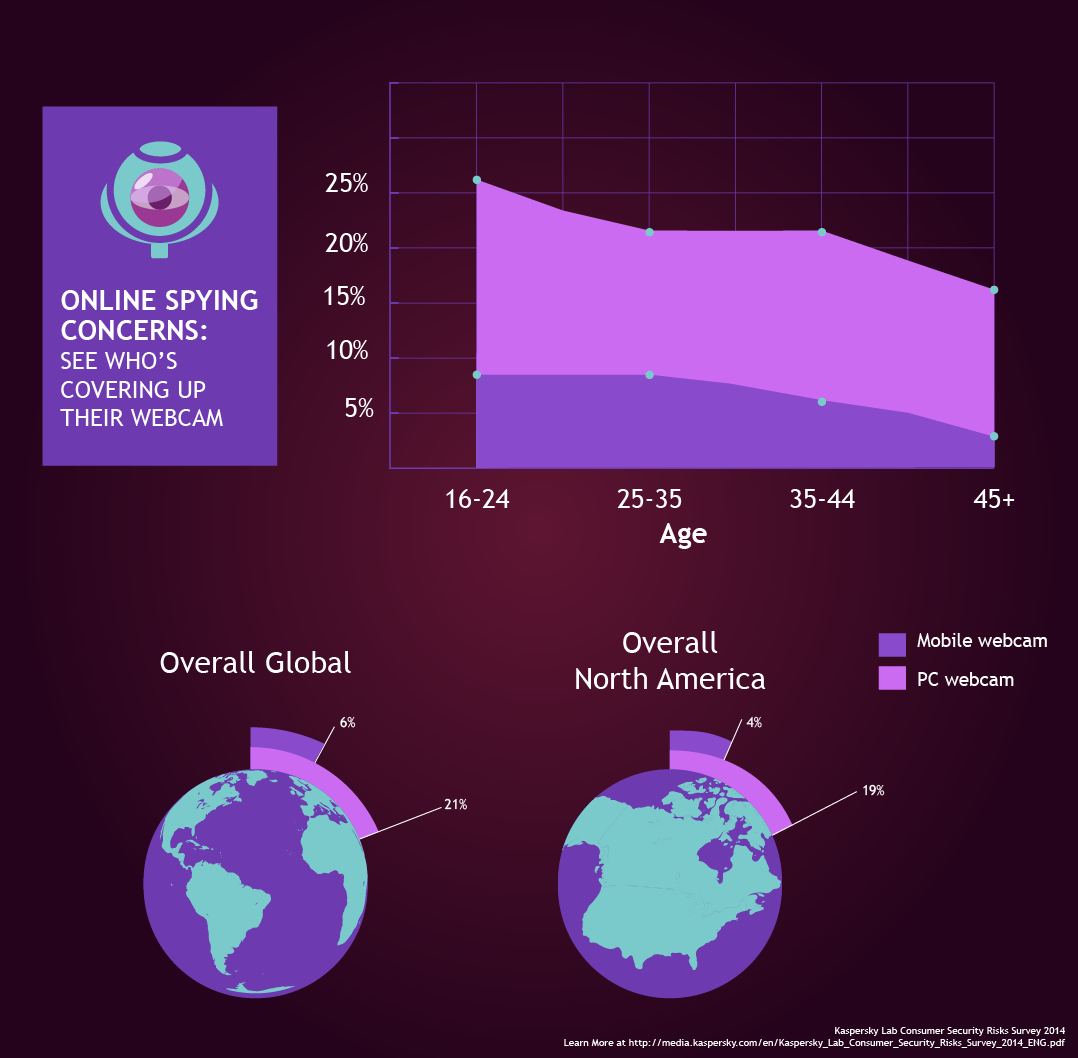 ONLINE SPYING
CONCERNS:
SEE WHO'S
COVERING UP
THEIR WEBCAM
25%
20%
15%
10%
5%
16-24
25-35
35-44
45+
Age
Overall Global
6%
21%
Overall
North America
4%
19%
Mobile webcam
PC webcam
Kaspersky Lab Consumer Security Risks Survey 2014
Learn More at http://media.kaspersky.com/en/Kaspersky_Lab_Consumer_Security_Risks_Survey_2014_ENG.pdf